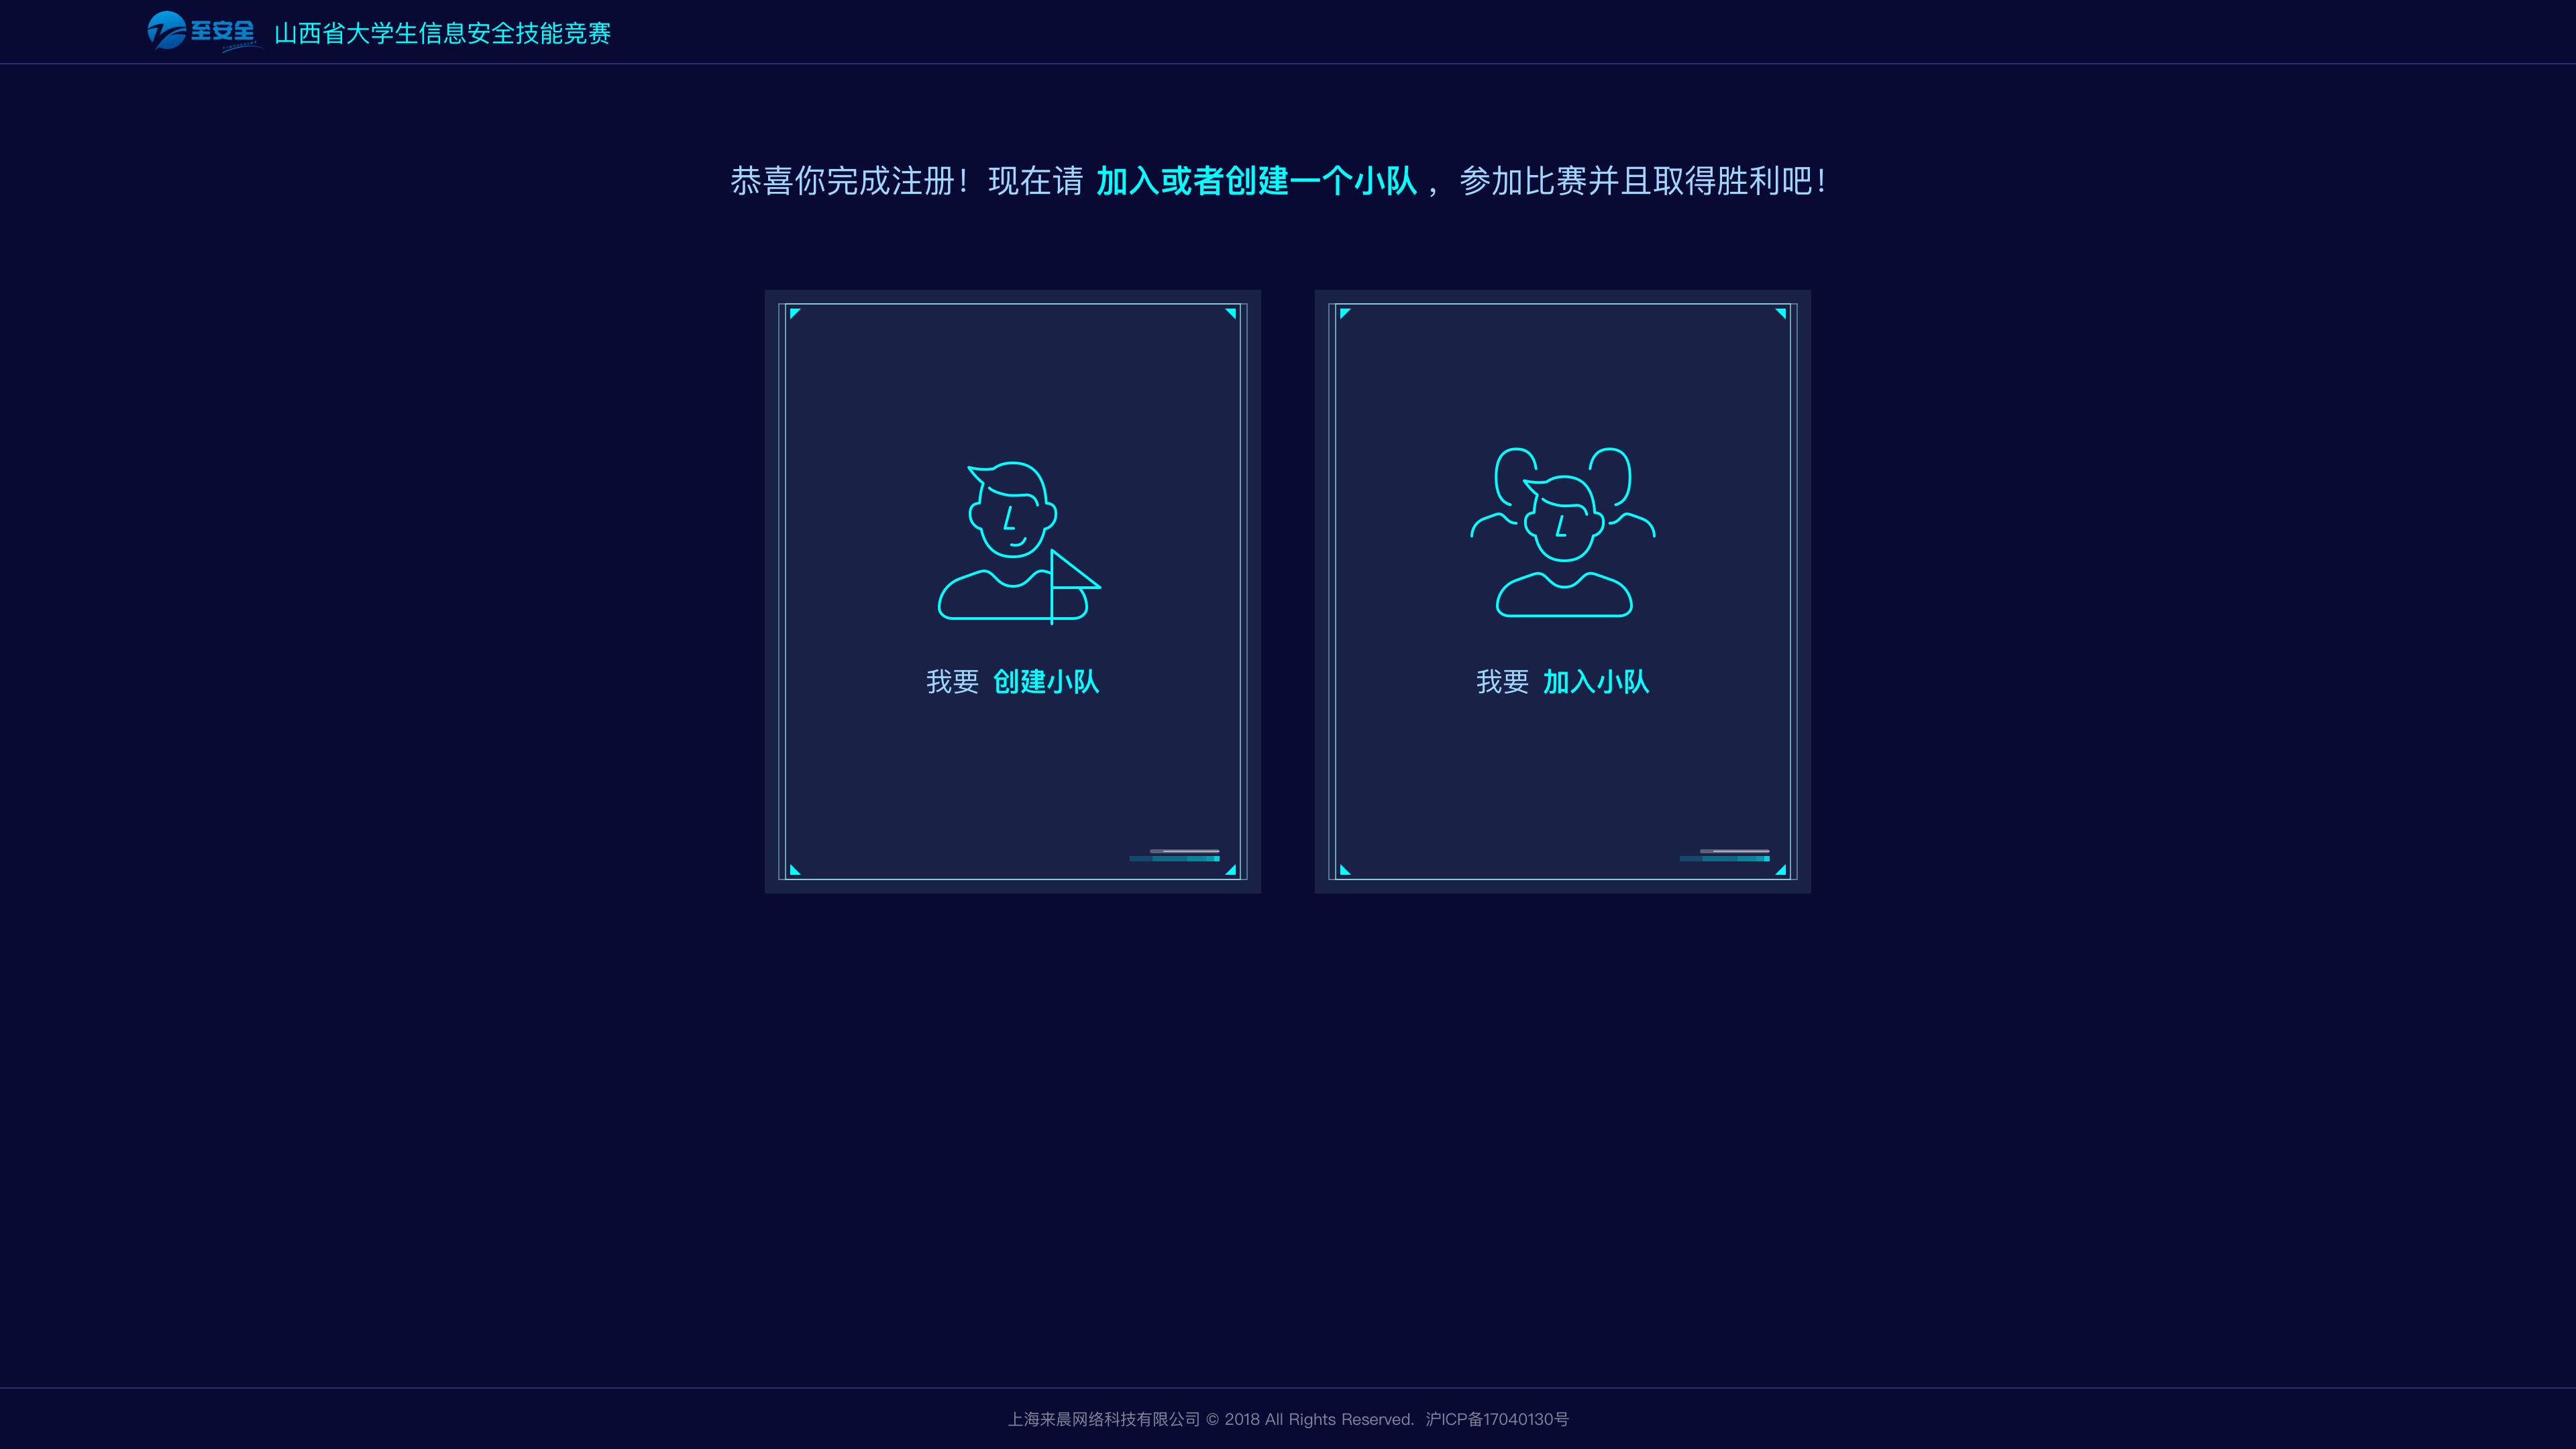 至安全 山西省大学生信息安全技能竞赛
恭喜你完成注册！现在请 加入或者创建一个小队 ，参加比赛并且取得胜利吧！
我要 创建小队
我要 加入小队
上海来晨网络科技有限公司 © 2018 All Rights Reserved. 沪ICP备17040130号